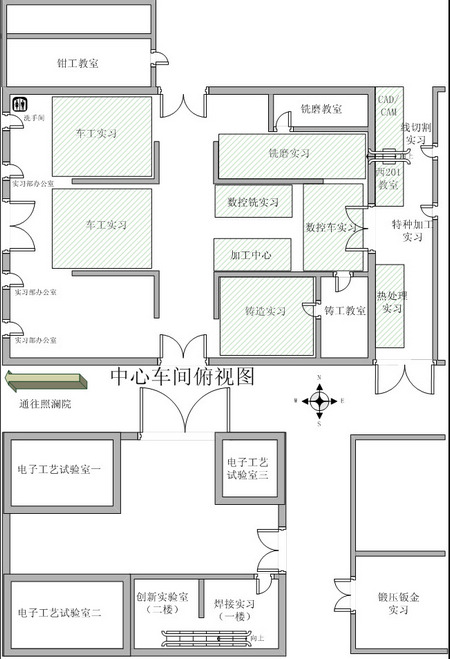 钳工教室
洗手间
车工实习
铣磨教室
CAD/
CAM
线切割
实习
铣磨实习
上
西201
教室
实习部办公室
数控铣实习
车工实习
数控车实习
特种加工
实习
加工中心
实习部办公室
热处理
实习
铸造实习
铸工教室
实习部办公室
中心车间俯视图
通往照澜院
N
W
E
S
电子工艺试验室一
电子工艺
试验室三
电子工艺试验室二
创新实验室
（二楼）
焊接实习
（一楼）
向上
锻压钣金
实习